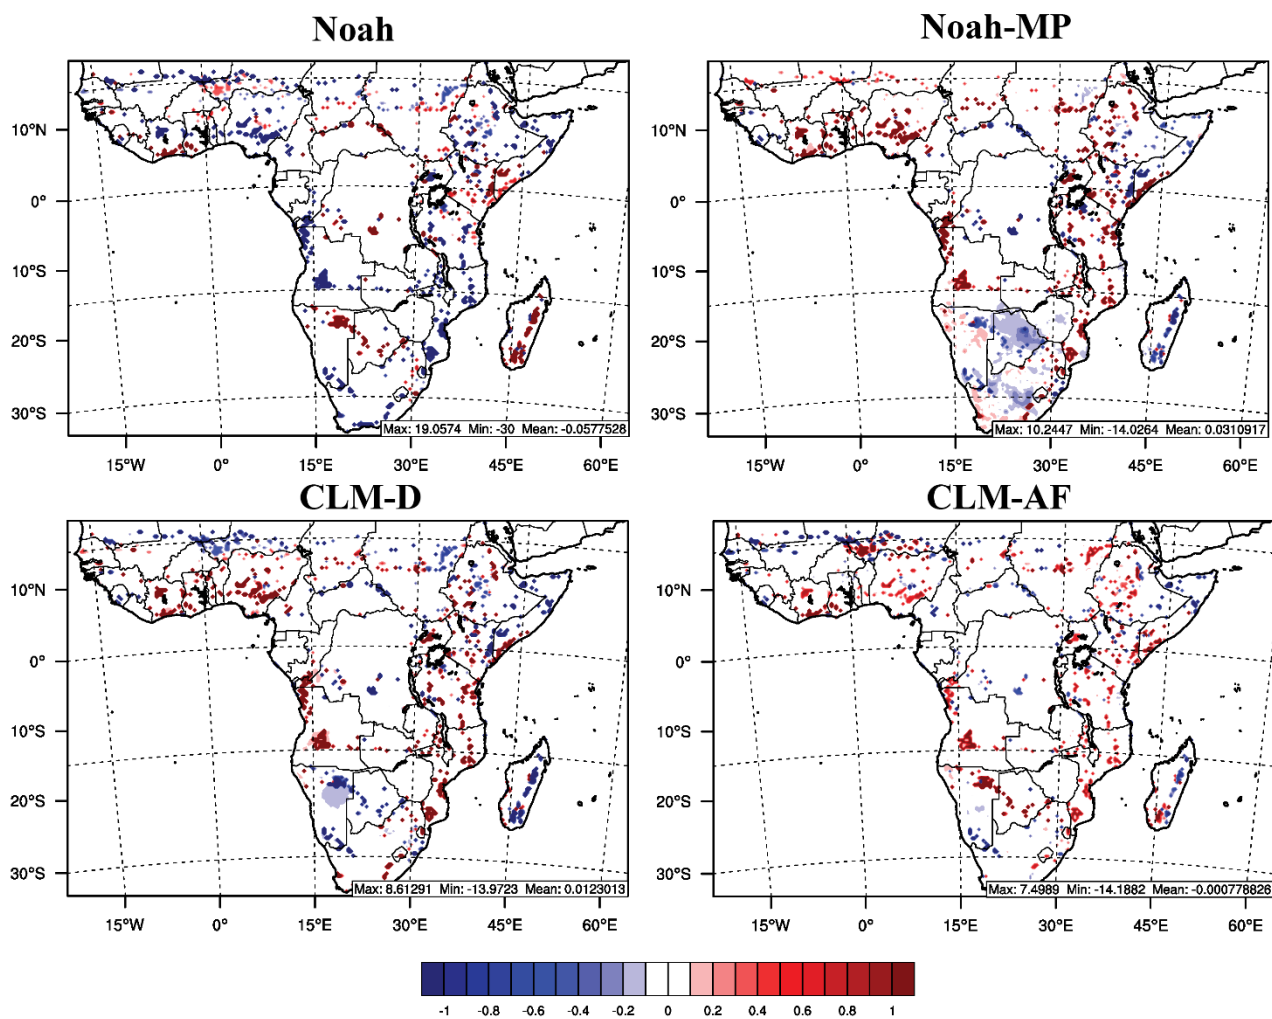 Noah
Noah-MP
10°N
0°
10°S
20°S
30°S
Max: 19.0574 Min: -30 Mean: -0.0577528
15°W 0° 15°E 30°E 45°E 60°E
10°N
0°
10°S
20°S
30°S
Max: 10.2447 Min: -14.0264 Mean: 0.0310917
15°W 0° 15°E 30°E 45°E 60°E
CLM-D
CLM-AF
10°N
0°
10°S
20°S
30°S
Max: 8.61291 Min: -13.9723 Mean: 0.0123013
15°W 0° 15°E 30°E 45°E 60°E
10°N
0°
10°S
20°S
30°S
Max: 7.4989 Min: -14.1882 Mean: -0.000778826
15°W 0° 15°E 30°E 45°E 60°E
-1 -0.8 -0.6 -0.4 -0.2 0 0.2 0.4 0.6 0.8 1